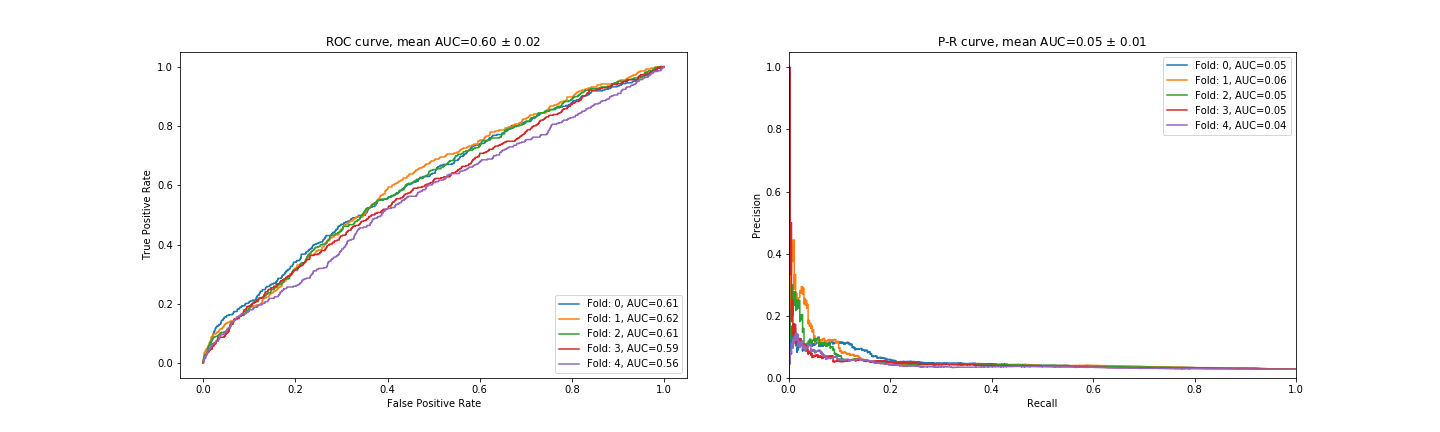 ROC curve, mean AUC=0.60 ± 0.02
True Positive Rate
1.0
0.8
0.6
0.4
0.2
0.0
0.0 0.2 0.4 0.6 0.8 1.0
False Positive Rate
Fold: 0, AUC=0.61
Fold: 1, AUC=0.62
Fold: 2, AUC=0.61
Fold: 3, AUC=0.59
Fold: 4, AUC=0.56
P-R curve, mean AUC=0.05 ± 0.01
Precision
1.0
0.8
0.6
0.4
0.2
0.0
0.0 0.2 0.4 0.6 0.8 1.0
Recall
Fold: 0, AUC=0.05
Fold: 1, AUC=0.06
Fold: 2, AUC=0.05
Fold: 3, AUC=0.05
Fold: 4, AUC=0.04